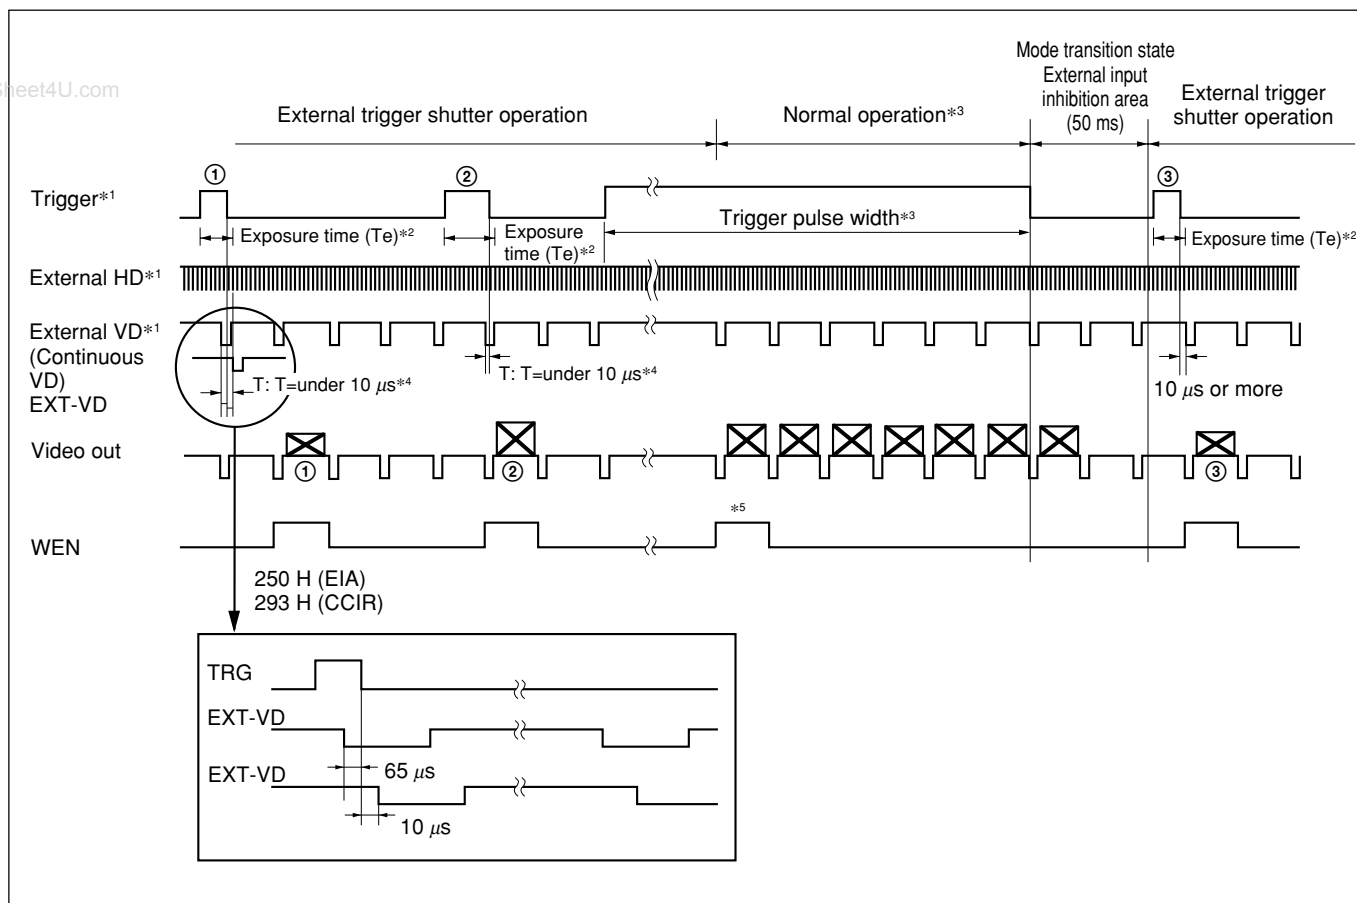 Sheet4U.com
Mode transition state
External input
inhibition area
(50 ms)
External trigger shutter operation
Normal operation*3
External trigger
shutter operation
① ② ③
Trigger*1
Exposure time (Te)*2
Exposure
time (Te)*2
Trigger pulse width*3
Exposure time (Te)*2
External HD*1
External VD*1
(Continuous
VD)
EXT-VD
T: T=under 10 μs*4
T: T=under 10 μs*4
10 μs or more
Video out
① ② ③
*5
WEN
250 H (EIA)
293 H (CCIR)
TRG
EXT-VD
65 μs
EXT-VD
10 μs